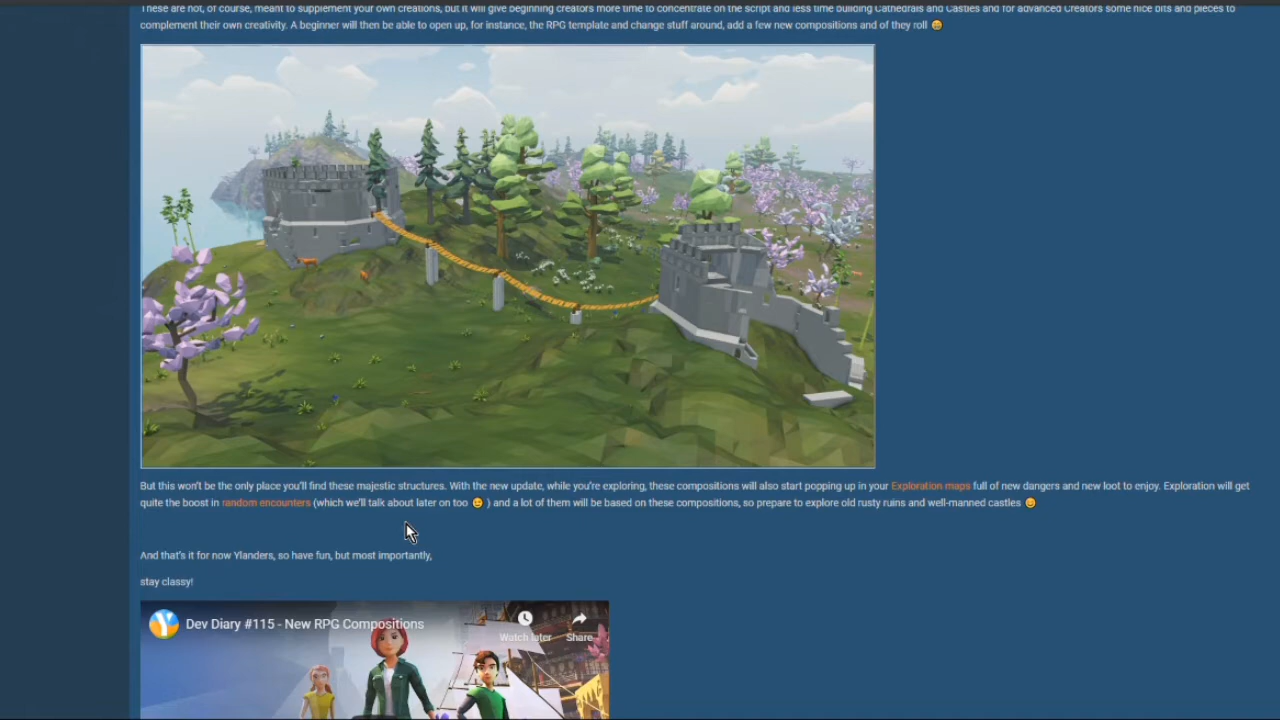 These are not, of course, meant to supplement your own creations, but it will give beginning creators more time to concentrate on the script and less time building Cathedrals and Castles and for advanced Creators some nice bits and pieces to
complement their own creativity. A beginner will then be able to open up, for instance, the RPG template and change stuff around, add a few new compositions and of they roll 😀
But this won't be the only place you'll find these majestic structures. With the new update, while you're exploring, these compositions will also start popping up in your Exploration maps full of new dangers and new loot to enjoy. Exploration will get
quite the boost in random encounters (which we'll talk about later on too 😉 ) and a lot of them will be based on these compositions, so prepare to explore old rusty ruins and well-manned castles 🙂
And that's it for now Ylanders, so have fun, but most importantly,
stay classy!
Dev Diary #115 - New RPG Compositions
Watch later
Share